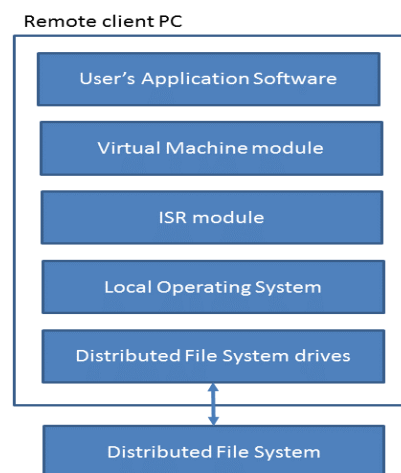 Remote client PC
User's Application Software
Virtual Machine module
ISR module
Local Operating System
Distributed File System drives
Distributed File System